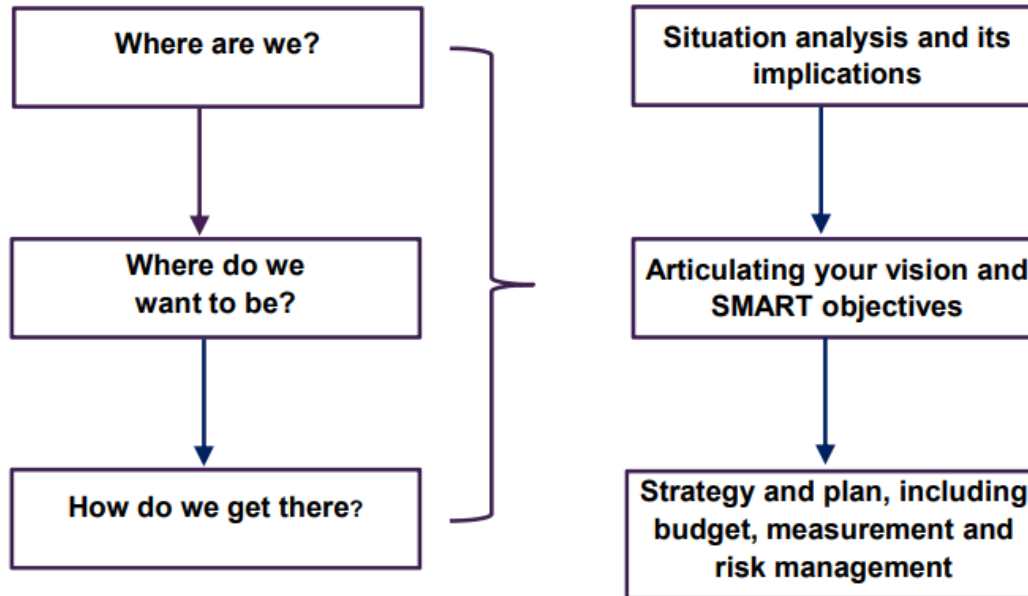 Where are we?
Where do we
want to be?
How do we get there?
Situation analysis and its
implications
Articulating your vision and
SMART objectives
Strategy and plan, including
budget, measurement and
risk management